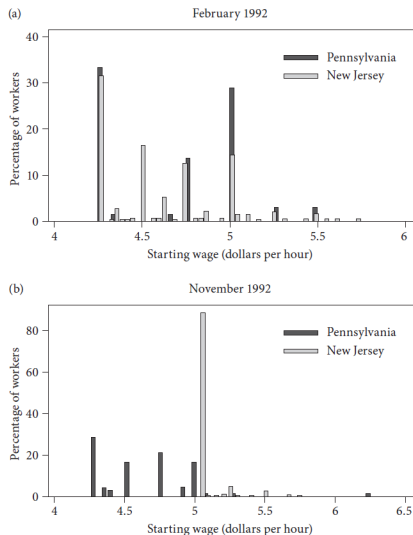 (a)
February 1992
Percentage of workers
40
30
20
10
0
Pennsylvania
New Jersey
4
4.5
5
5.5
6
Starting wage (dollars per hour)
(b)
November 1992
Percentage of workers
80
60
40
20
0
Pennsylvania
New Jersey
4
4.5
5
5.5
6
6.5
Starting wage (dollars per hour)